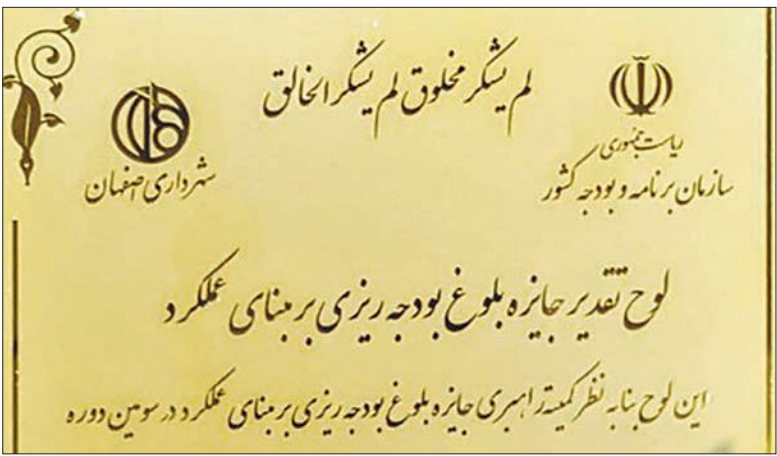 لم یشکر مخلوق لم یشکر الخالق
ریاست جمهوری
سازمان برنامه و بودجه کشور
شهرداری اصفهان
لوح تقدیر جایزه بلوغ بودجه ریزی بر مبنای عملکرد
این لوح بنا به نظر کمیته راهبری جایزه بلوغ بودجه ریزی بر مبنای عملکرد در سومین دوره